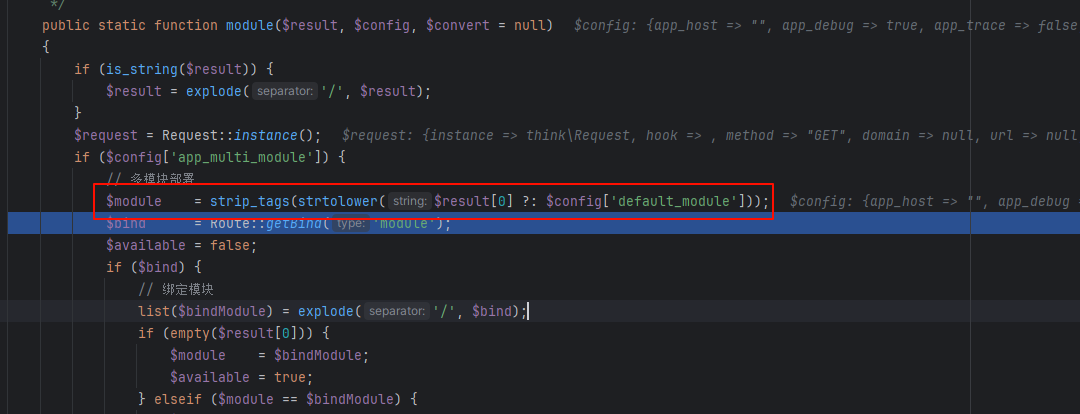 */
public static function module($result, $config, $convert = null) $config: {app_host => "", app_debug => true, app_trace => false
{
if (is_string($result)) {
$result = explode( separator: '/', $result);
}
$request = Request::instance(); $request: {instance => think\Request, hook => , method => "GET", domain => null, url => null
if ($config['app_multi_module']) {
// 多模块部署
$module = strip_tags(strtolower( string: $result[0] ?: $config['default_module'])); $config: {app_host => "", app_debug =
$bind = Route::getBind( type: 'module');
$available = false;
if ($bind) {
// 绑定模块
list($bindModule) = explode( separator: '/', $bind);
if (empty($result[0])) {
$module = $bindModule;
$available = true;
} elseif ($module == $bindModule) {